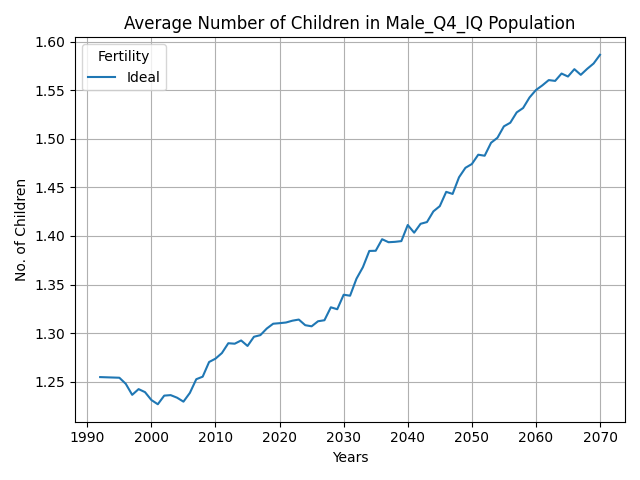 Average Number of Children in Male_Q4_IQ Population
Fertility
Ideal
No. of Children
1.60
1.55
1.50
1.45
1.40
1.35
1.30
1.25
1990 2000 2010 2020 2030 2040 2050 2060 2070
Years